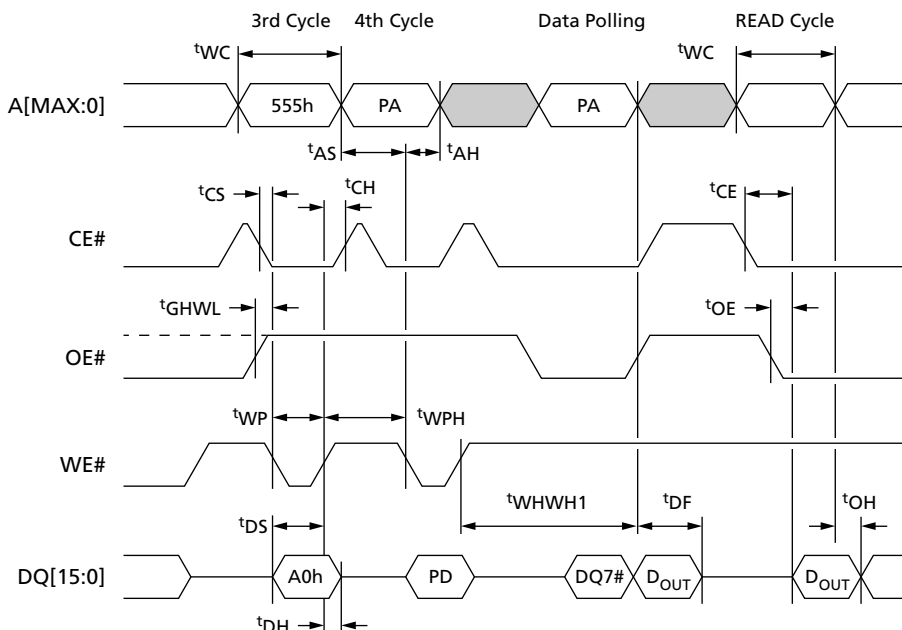 3rd Cycle 4th Cycle Data Polling READ Cycle
tWC tWC
A[MAX:0] 555h PA PA
tAS tAH
tCS tCH tCE
CE#
tGHWL tOE
OE#
tWP tWPH
WE#
tWHWH1 tDF tOH
tDS
DQ[15:0] A0h PD DQ7# DOUT DOUT
tDH